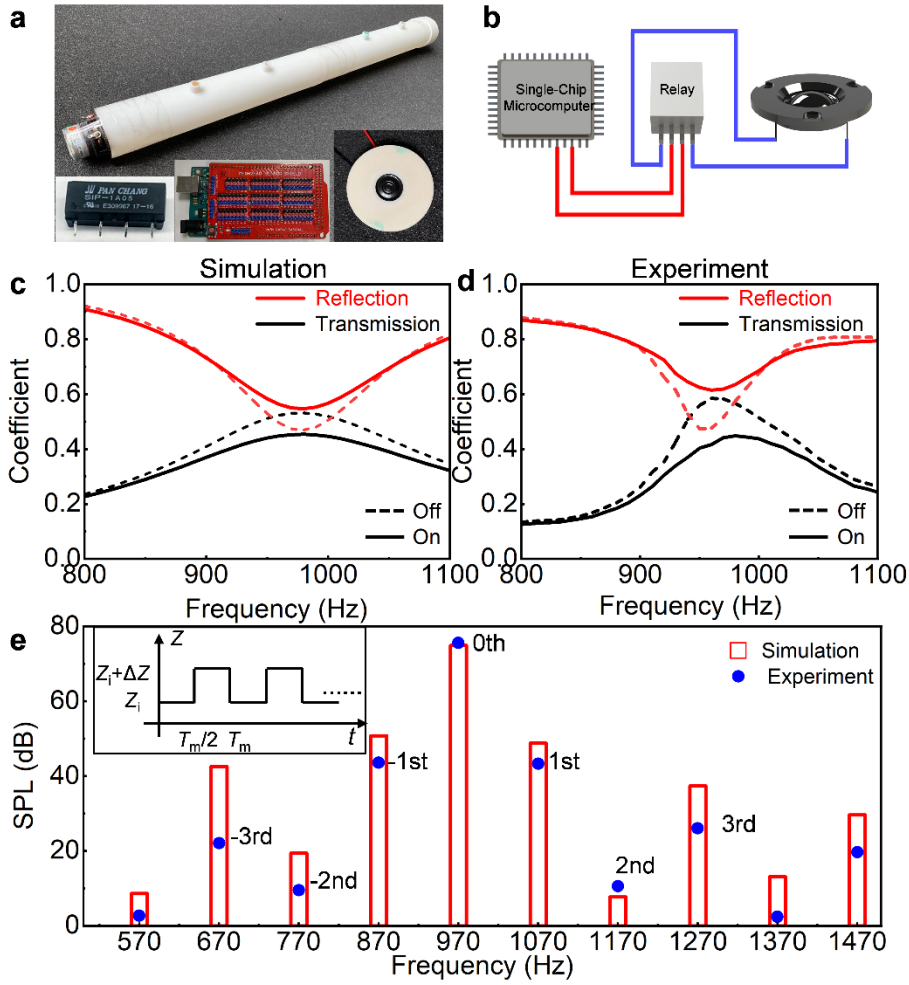 a
PAN CHANG
SIP-1A05
E309967 17-16
b
Single-Chip
Microcomputer
Relay
c
Simulation
Reflection
Transmission
Off
On
Coefficient
1.0
0.8
0.6
0.4
0.2
0.0
800
900
1000
1100
Frequency (Hz)
d
Experiment
Reflection
Transmission
Off
On
Coefficient
1.0
0.8
0.6
0.4
0.2
0.0
800
900
1000
1100
Frequency (Hz)
e
Z
Zi+ΔZ
Zi
Tm/2 Tm
t
Simulation
Experiment
0th
-1st
1st
-3rd
-2nd
2nd
3rd
SPL (dB)
80
60
40
20
0
570 670 770 870 970 1070 1170 1270 1370 1470
Frequency (Hz)